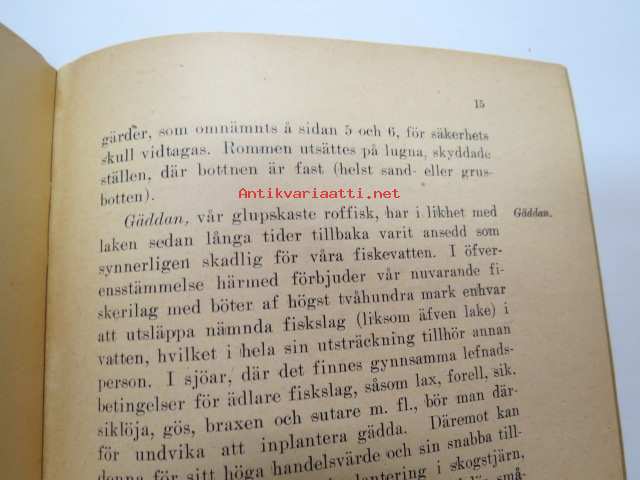 15
gärder, som omnämnts å sidan 5 och 6, för säkerhets
skull vidtagas. Rommen utsättes på lugna, skyddade
ställen, där bottnen är fast (helst sand- eller grus-
botten).
Antikvariaatti.net
Gäddan, vår glupskaste roffisk, har i likhet med
Gäddan.
laken sedan långa tider tillbaka varit ansedd som
synnerligen skadlig för våra fiskevatten. I öfver-
ensstämmelse härmed förbjuder vår nuvarande fi-
skerilag med böter af högst tvåhundra mark enhvar
att utsläppa nämnda fiskslag (liksom äfven lake) i
vatten, hvilket i hela sin utsträckning tillhör annan
person. I sjöar, där det finnes gynnsamma lefnads-
betingelser för ädlare fiskslag, såsom lax, forell, sik,
siklöja, gös, braxen och sutare m. fl., bör man där-
för undvika att inplantera gädda. Däremot kan
denna för sitt höga handelsvärde och sin snabba till-
plantering i skogstjärn,
små-